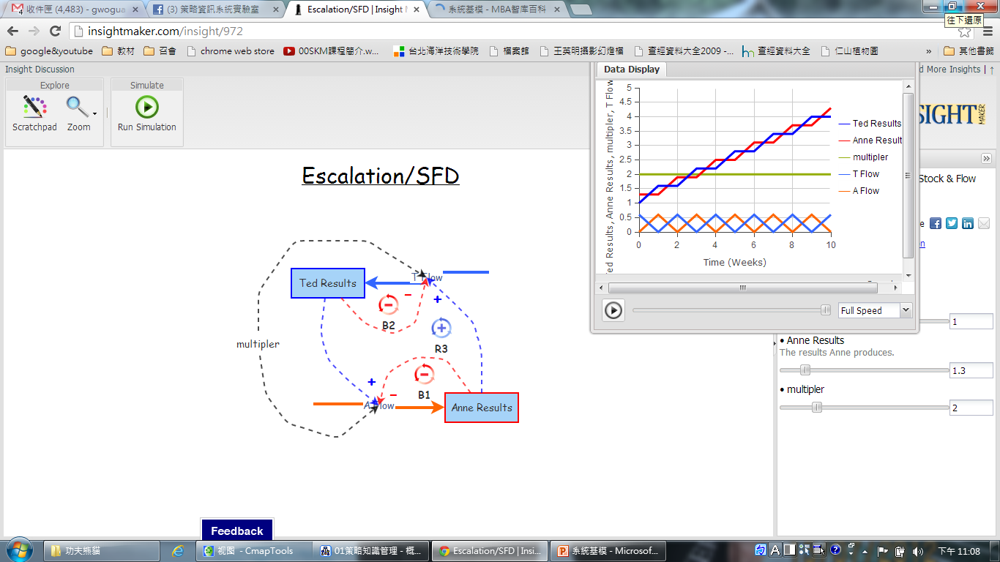 收件匣 (4,483) - gwogua
(3) 策略資訊系統實驗室
Escalation/SFD | Insight M
系統基模 - MBA智库百科
往下還原
insightmaker.com/insight/972
google&youtube
教材
召會
chrome web store
00SKM課程簡介.w...
台北海洋技術學院
檔案館
王英明攝影幻燈檔
查經資料大全2009 -...
查經資料大全
仁山植物園
»
其他書籤
Insight Discussion
d More Insights | ↑
Explore
Simulate
Scratchpad
Zoom
Run Simulation
SIGHT
MAKER
Data Display
Ted Results, Anne Results, multipler, T Flow
5
4.5
4
3.5
3
2.5
2
1.5
1
0.5
0
0
2
4
6
8
10
Time (Weeks)
Ted Results
Anne Result
multipler
T Flow
A Flow
Full Speed
Stock & Flow
e
on
1
• Anne Results
The results Anne produces.
1.3
• multipler
2
Escalation/SFD
Ted Results
T Flow
B2
R3
multipler
B1
A Flow
Anne Results
Feedback
功夫熊貓
视图 - CmapTools
01策略知識管理 - 概...
Escalation/SFD | Insi...
系統基模 - Microsof...
下午 11:08